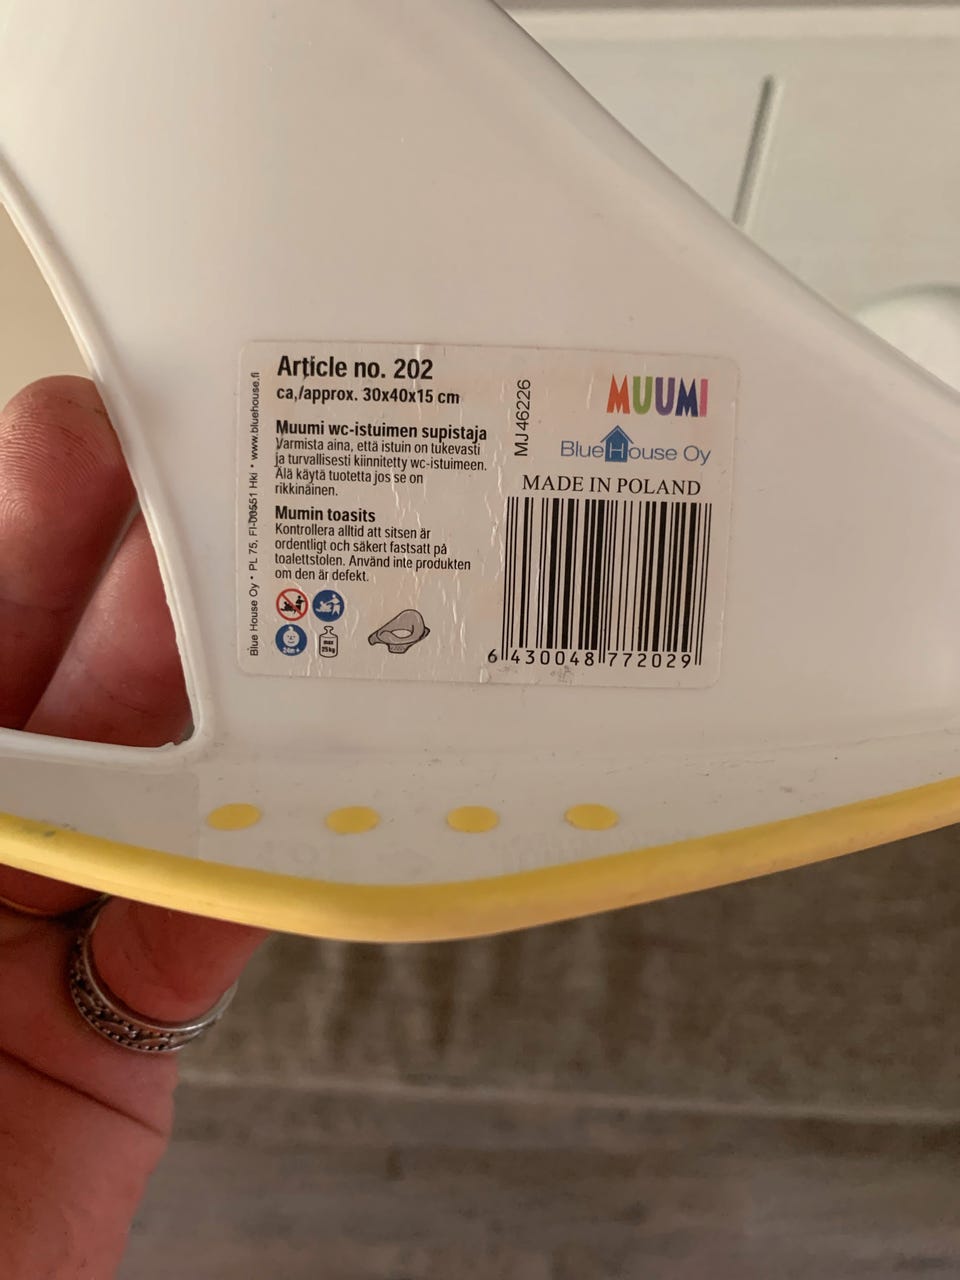 Article no. 202
ca,/approx. 30x40x15 cm
Muumi wc-istuimen supistaja
Varmista aina, että istuin on tukevasti
ja turvallisesti kiinnitetty wc-istuimeen.
Älä käytä tuotetta jos se on
rikkinäinen.
Mumin toasits
Kontrollera alltid att sitsen är
ordentligt och säkert fastsatt på
toalettstolen. Använd inte produkten
om den är defekt.
24m+
max
25kg
Blue House Oy • PL 75, FI-00551 Hki • www.bluehouse.fi
MJ 46226
MUUMI
Blue House Oy
MADE IN POLAND
6 430048 772029